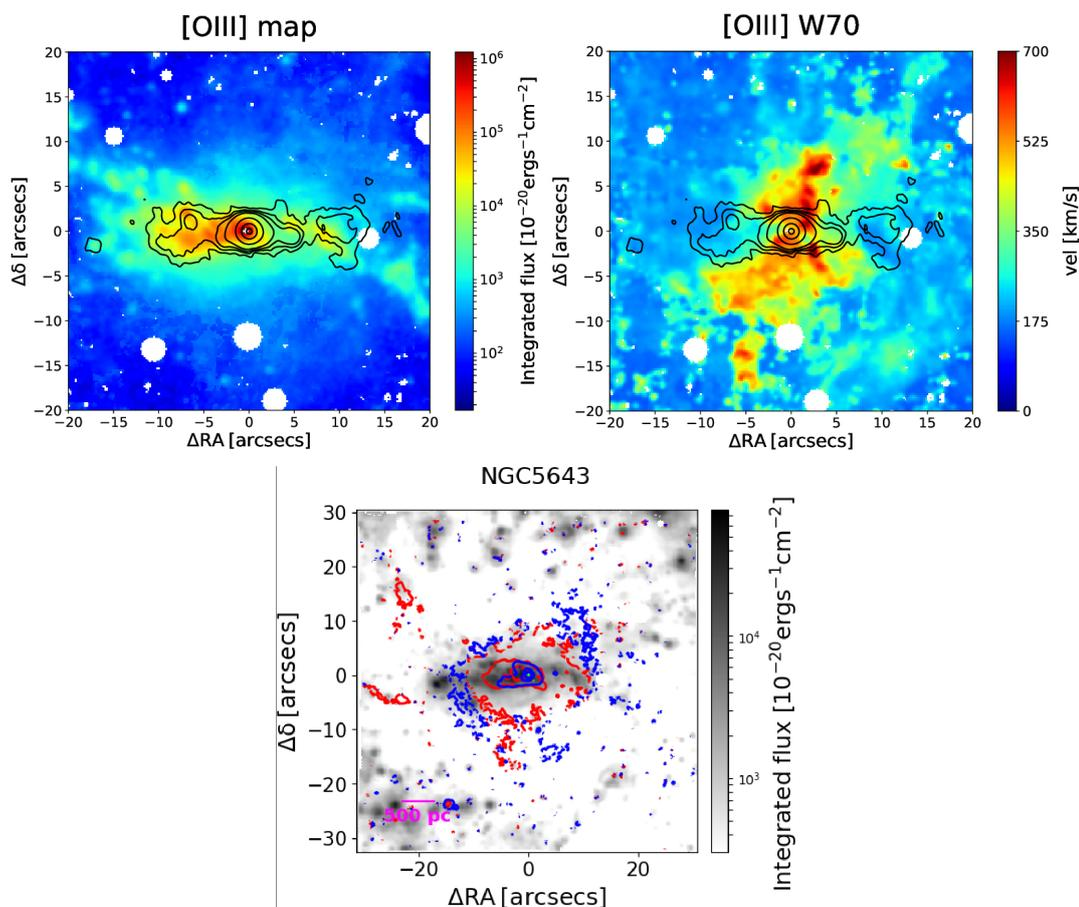 [OIII] map
[OIII] W70
20
15
10
5
0
−5
−10
−15
−20
−20 −15 −10 −5 0 5 10 15 20
ΔRA [arcsecs]
Δδ [arcsecs]
10⁶
10⁵
10⁴
10³
10²
Integrated flux [10⁻²⁰ergs⁻¹cm⁻²]
20
15
10
5
0
−5
−10
−15
−20
−20 −15 −10 −5 0 5 10 15 20
ΔRA [arcsecs]
Δδ [arcsecs]
700
525
350
175
0
vel [km/s]
NGC5643
30
20
10
0
−10
−20
−30
−20 0 20
ΔRA [arcsecs]
Δδ [arcsecs]
500 pc
10⁴
10³
Integrated flux [10⁻²⁰ergs⁻¹cm⁻²]